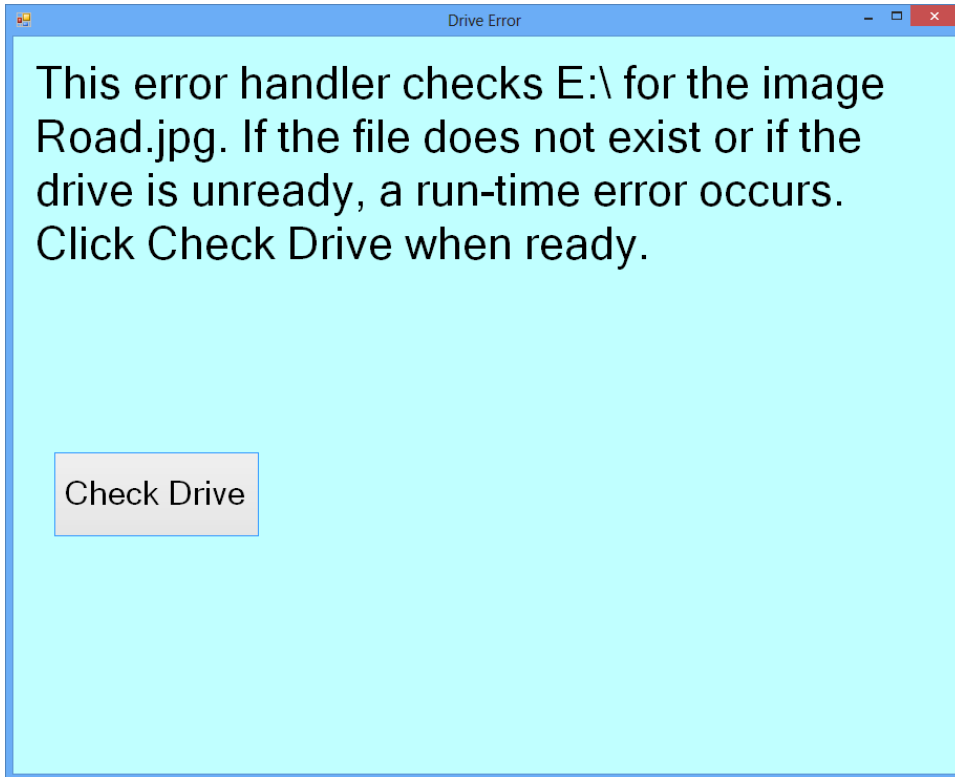 Drive Error
This error handler checks E:\ for the image
Road.jpg. If the file does not exist or if the
drive is unready, a run-time error occurs.
Click Check Drive when ready.
Check Drive